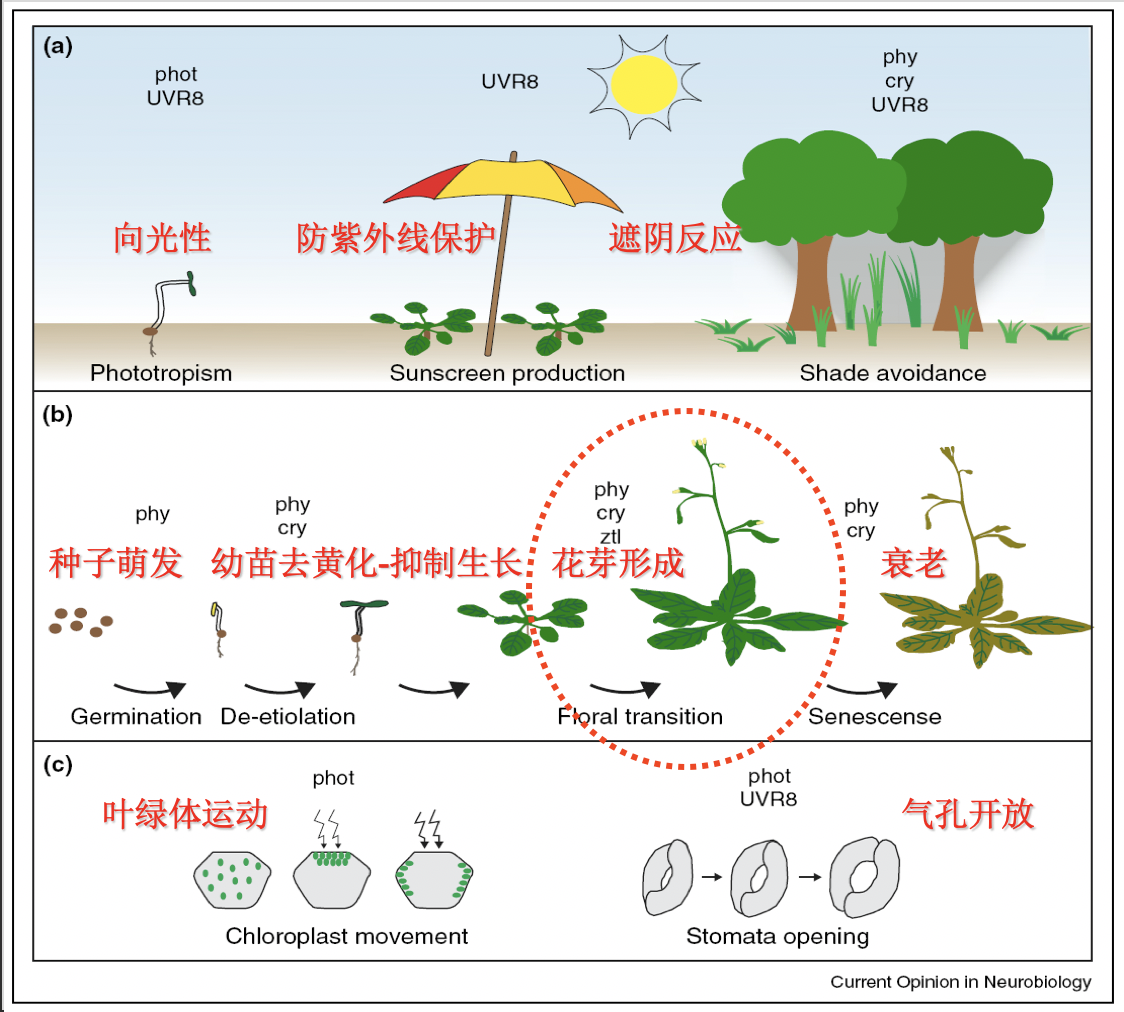 (a)
phot
UVR8
UVR8
phy
cry
UVR8
向光性
防紫外线保护
遮阴反应
Phototropism
Sunscreen production
Shade avoidance
(b)
phy
phy
cry
phy
cry
ztl
phy
cry
种子萌发
幼苗去黄化-抑制生长
花芽形成
衰老
Germination
De-etiolation
Floral transition
Senescense
(c)
phot
phot
UVR8
叶绿体运动
气孔开放
Chloroplast movement
Stomata opening
Current Opinion in Neurobiology